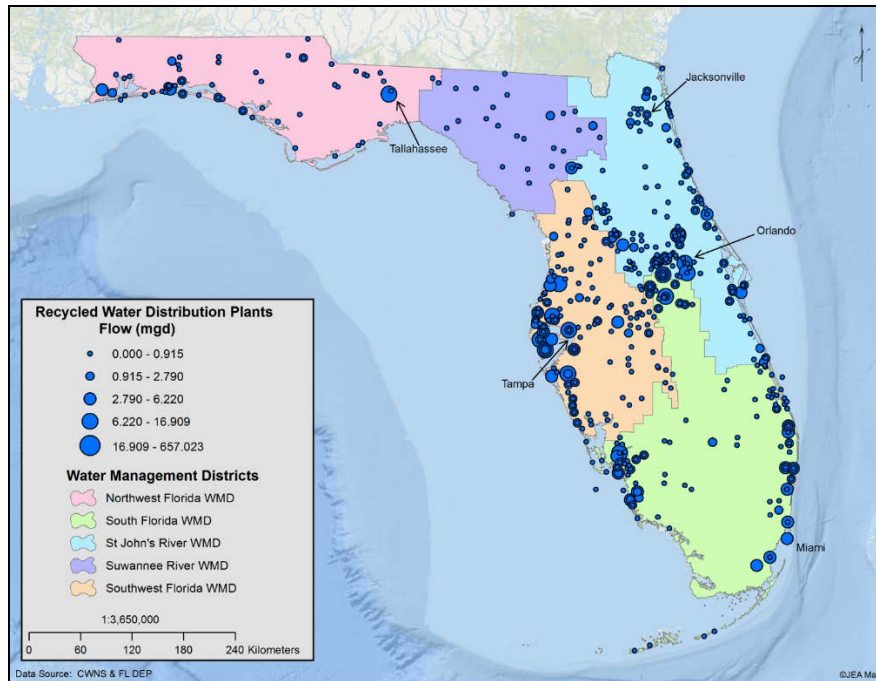 Jacksonville
Tallahassee
Orlando
Tampa
Miami
Recycled Water Distribution Plants
Flow (mgd)
0.000 - 0.915
0.915 - 2.790
2.790 - 6.220
6.220 - 16.909
16.909 - 657.023
Water Management Districts
Northwest Florida WMD
South Florida WMD
St John's River WMD
Suwannee River WMD
Southwest Florida WMD
1:3,650,000
0 60 120 180 240 Kilometers
Data Source: CWNS & FL DEP
©JEA Ma